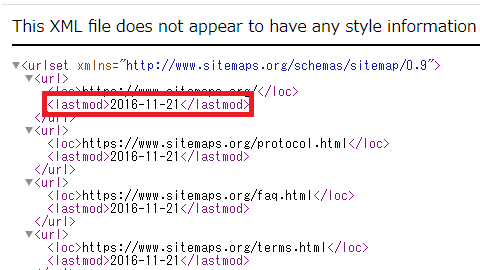 This XML file does not appear to have any style information
▼<urlset xmlns="http://www.sitemaps.org/schemas/sitemap/0.9">
▼<url>
<loc>https://www.sitemaps.org/</loc>
<lastmod>2016-11-21</lastmod>
</url>
▼<url>
<loc>https://www.sitemaps.org/protocol.html</loc>
<lastmod>2016-11-21</lastmod>
</url>
▼<url>
<loc>https://www.sitemaps.org/faq.html</loc>
<lastmod>2016-11-21</lastmod>
</url>
▼<url>
<loc>https://www.sitemaps.org/terms.html</loc>
<lastmod>2016-11-21</lastmod>
</url>